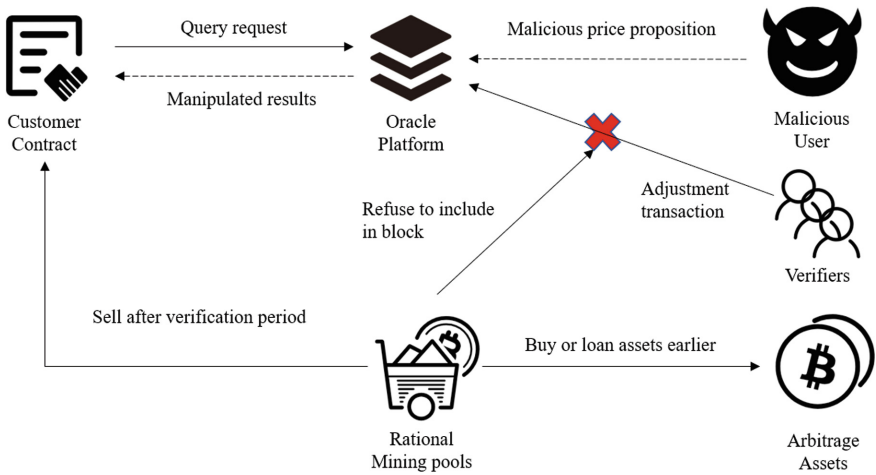 Query request
Malicious price proposition
Manipulated results
Customer
Contract
Oracle
Platform
Malicious
User
Adjustment
transaction
Refuse to include
in block
Verifiers
Sell after verification period
Buy or loan assets earlier
Rational
Mining pools
Arbitrage
Assets